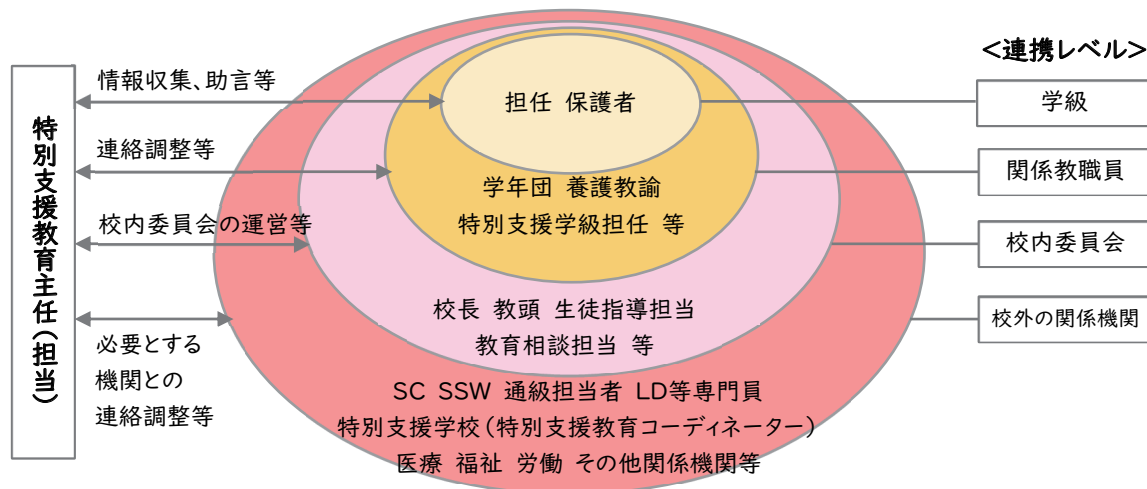 特別支援教育主任(担当)
情報収集、助言等
連絡調整等
校内委員会の運営等
必要とする
機関との
連絡調整等
担任 保護者
学年団 養護教諭
特別支援学級担任 等
校長 教頭 生徒指導担当
教育相談担当 等
SC SSW 通級担当者 LD等専門員
特別支援学校(特別支援教育コーディネーター)
医療 福祉 労働 その他関係機関等
<連携レベル>
学級
関係教職員
校内委員会
校外の関係機関